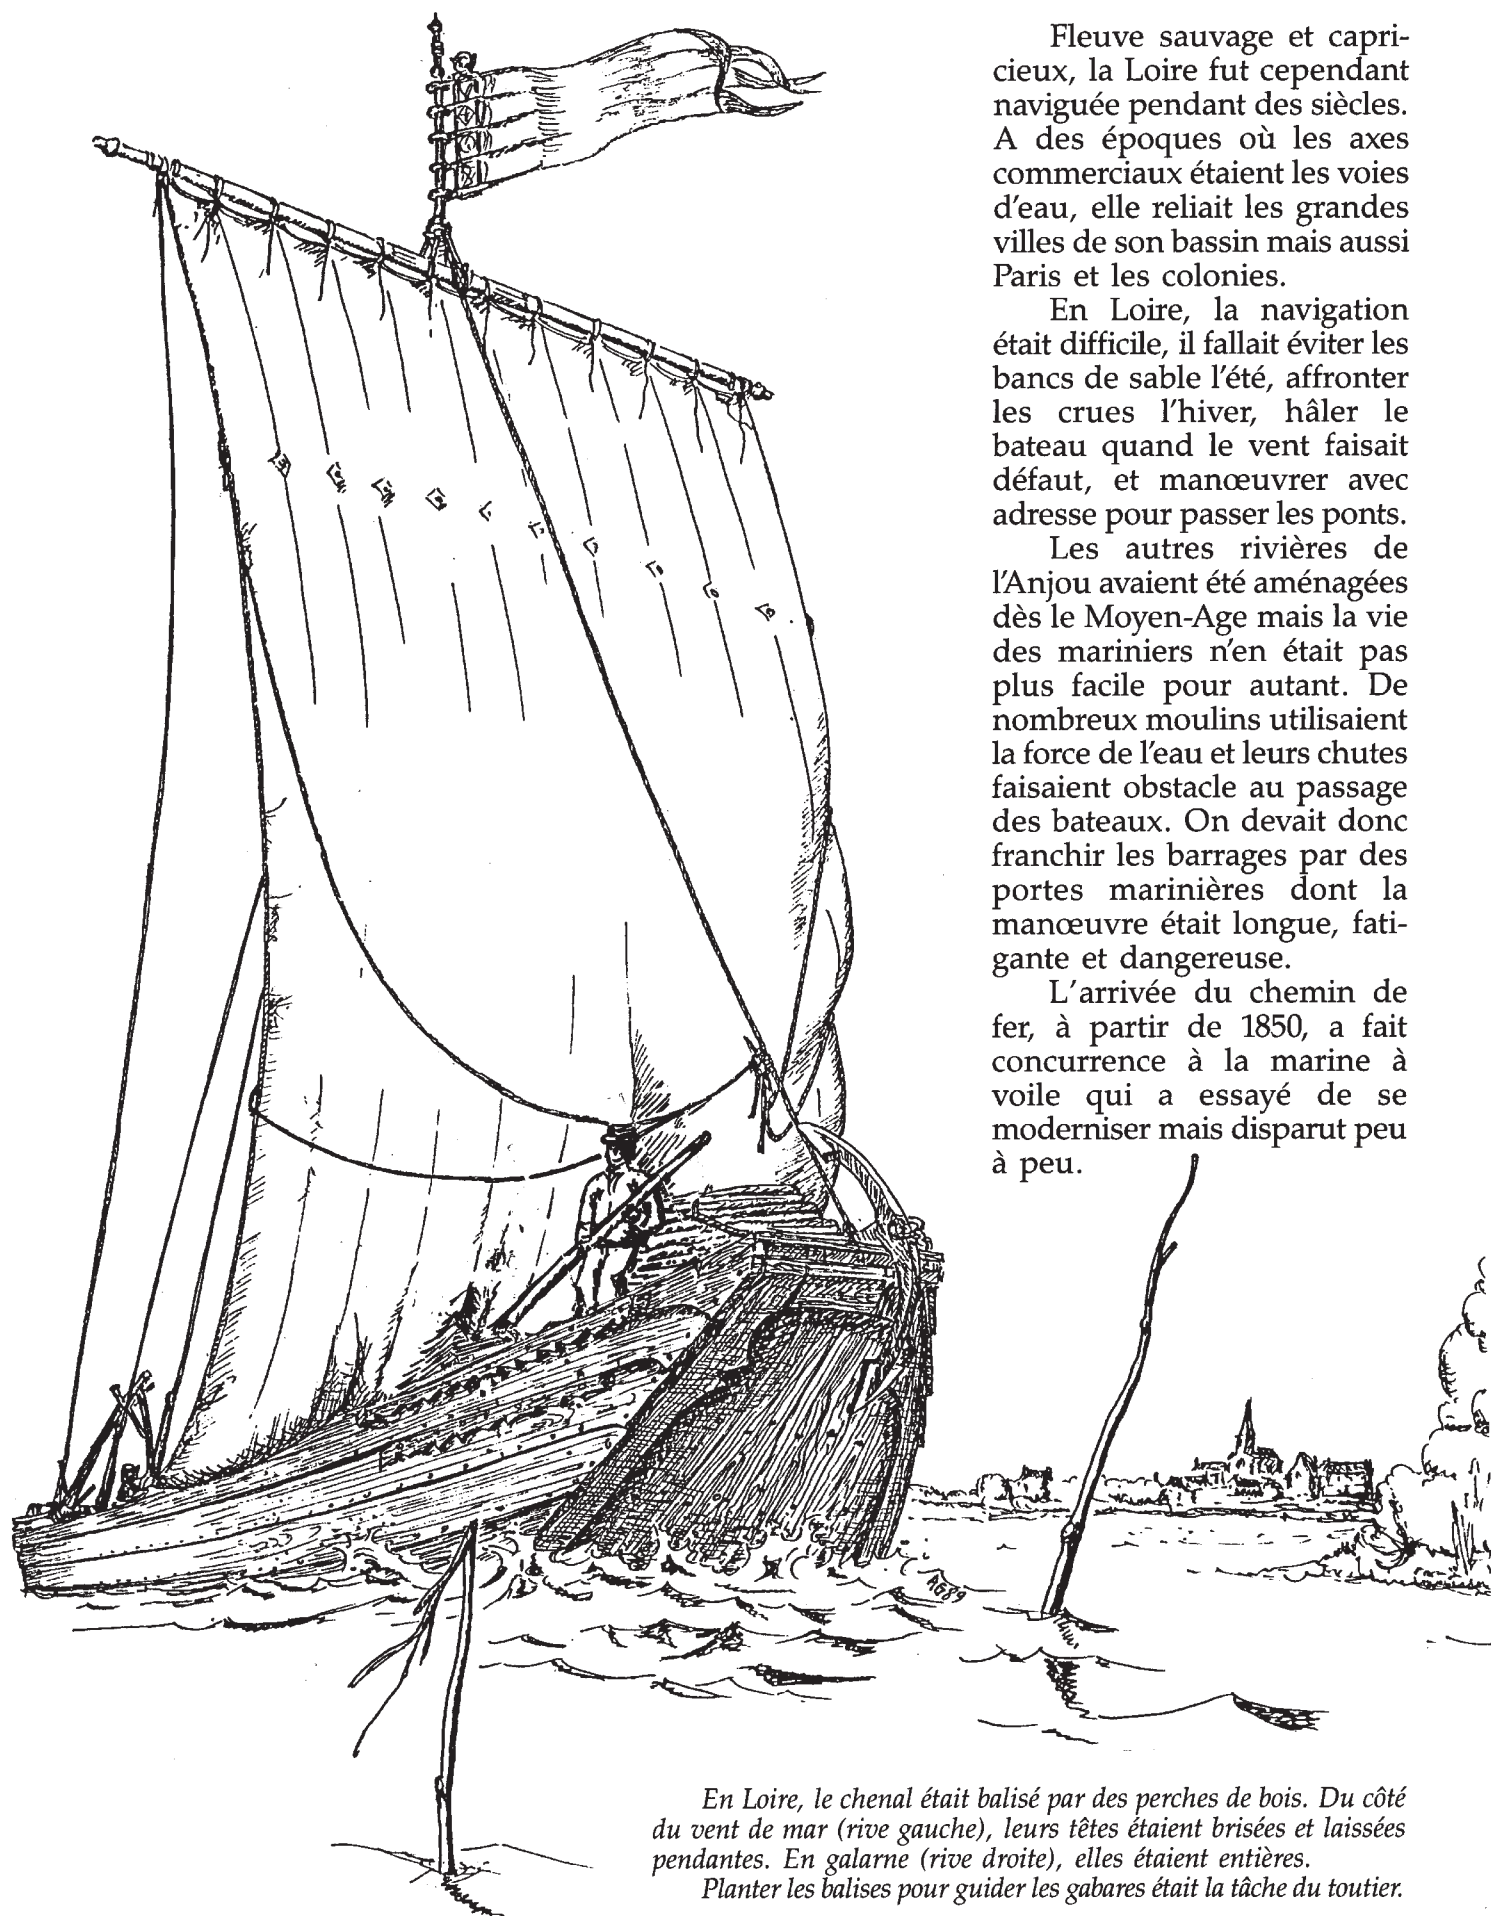 Fleuve sauvage et capri-
cieux, la Loire fut cependant
naviguée pendant des siècles.
A des époques où les axes
commerciaux étaient les voies
d'eau, elle reliait les grandes
villes de son bassin mais aussi
Paris et les colonies.
En Loire, la navigation
était difficile, il fallait éviter les
bancs de sable l'été, affronter
les crues l'hiver, hâler le
bateau quand le vent faisait
défaut, et manœuvrer avec
adresse pour passer les ponts.
Les autres rivières de
l'Anjou avaient été aménagées
dès le Moyen-Age mais la vie
des mariniers n'en était pas
plus facile pour autant. De
nombreux moulins utilisaient
la force de l'eau et leurs chutes
faisaient obstacle au passage
des bateaux. On devait donc
franchir les barrages par des
portes marinières dont la
manœuvre était longue, fati-
gante et dangereuse.
L'arrivée du chemin de
fer, à partir de 1850, a fait
concurrence à la marine à
voile qui a essayé de se
moderniser mais disparut peu
à peu.
AG89
En Loire, le chenal était balisé par des perches de bois. Du côté
du vent de mar (rive gauche), leurs têtes étaient brisées et laissées
pendantes. En galarne (rive droite), elles étaient entières.
Planter les balises pour guider les gabares était la tâche du toutier.